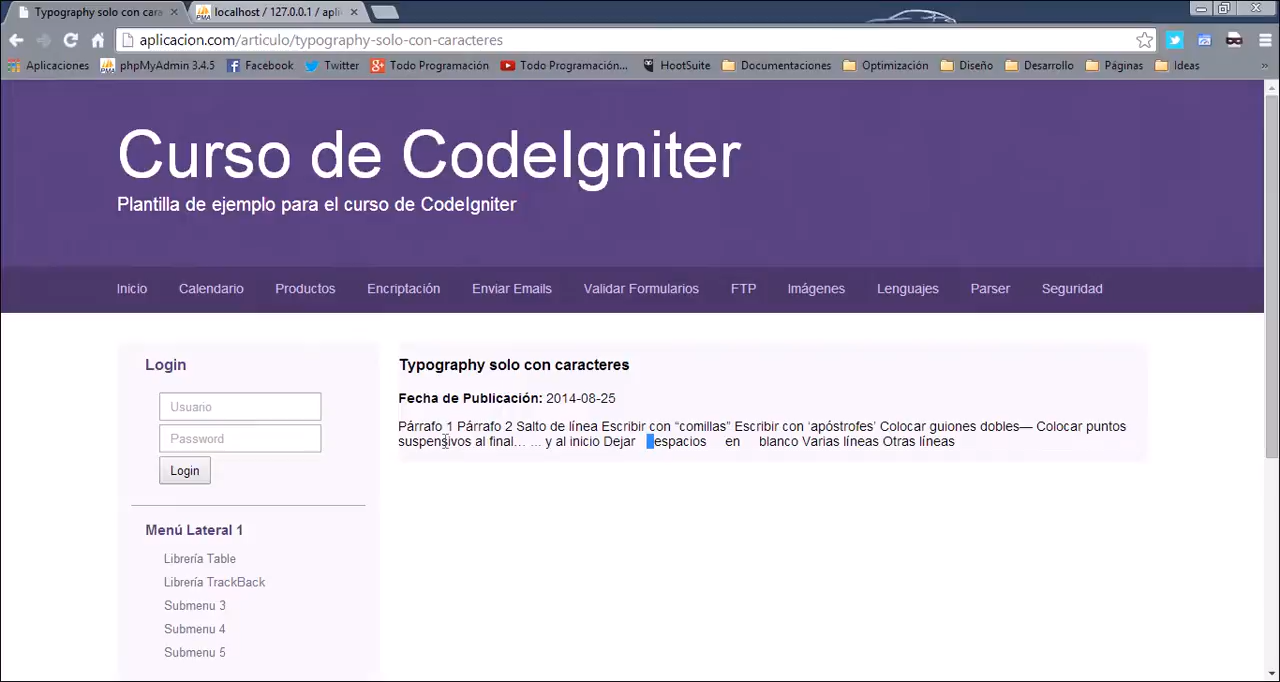 Typography solo con cara
localhost / 127.0.0.1 / apli
aplicacion.com/articulo/typography-solo-con-caracteres
Aplicaciones phpMyAdmin 3.4.5 Facebook Twitter Todo Programación Todo Programación... HootSuite Documentaciones Optimización Diseño Desarrollo Páginas Ideas »
Curso de CodeIgniter
Plantilla de ejemplo para el curso de CodeIgniter
Inicio Calendario Productos Encriptación Enviar Emails Validar Formularios FTP Imágenes Lenguajes Parser Seguridad
Login
Usuario
Password
Login
Menú Lateral 1
Librería Table
Librería TrackBack
Submenu 3
Submenu 4
Submenu 5
Typography solo con caracteres
Fecha de Publicación: 2014-08-25
Párrafo 1 Párrafo 2 Salto de línea Escribir con “comillas” Escribir con ‘apóstrofes’ Colocar guiones dobles— Colocar puntos
suspensivos al final… … y al inicio Dejar    espacios    en    blanco Varias líneas Otras líneas